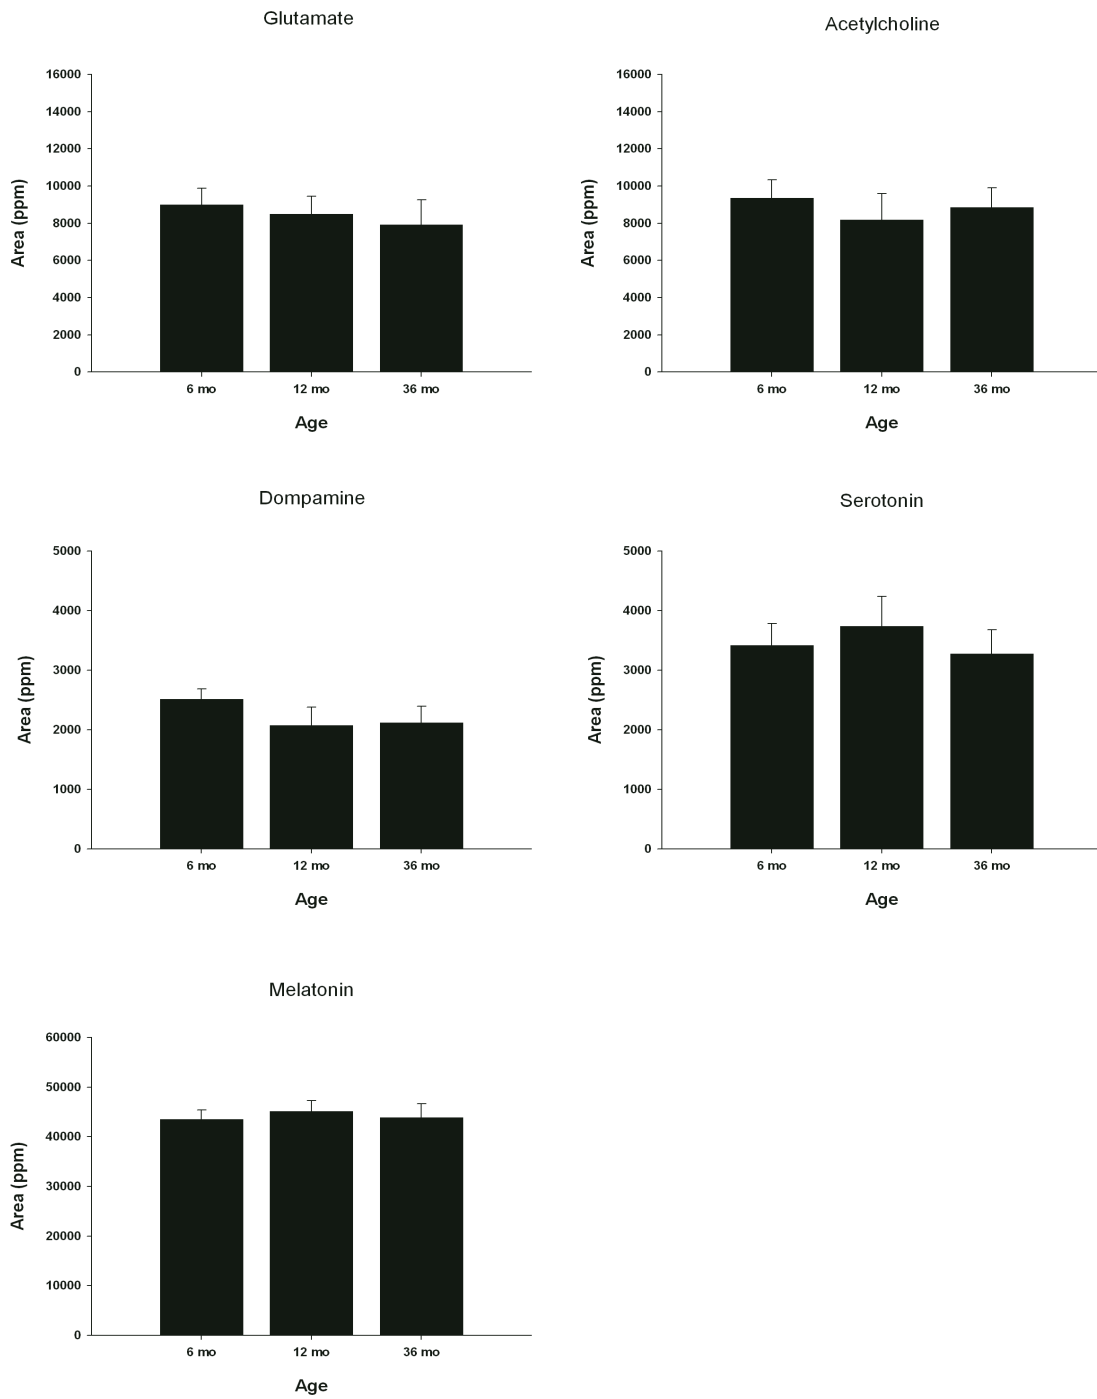 Glutamate
16000
14000
12000
10000
8000
6000
4000
2000
0
Area (ppm)
6 mo 12 mo 36 mo
Age
Acetylcholine
16000
14000
12000
10000
8000
6000
4000
2000
0
Area (ppm)
6 mo 12 mo 36 mo
Age
Dompamine
5000
4000
3000
2000
1000
0
Area (ppm)
6 mo 12 mo 36 mo
Age
Serotonin
5000
4000
3000
2000
1000
0
Area (ppm)
6 mo 12 mo 36 mo
Age
Melatonin
60000
50000
40000
30000
20000
10000
0
Area (ppm)
6 mo 12 mo 36 mo
Age